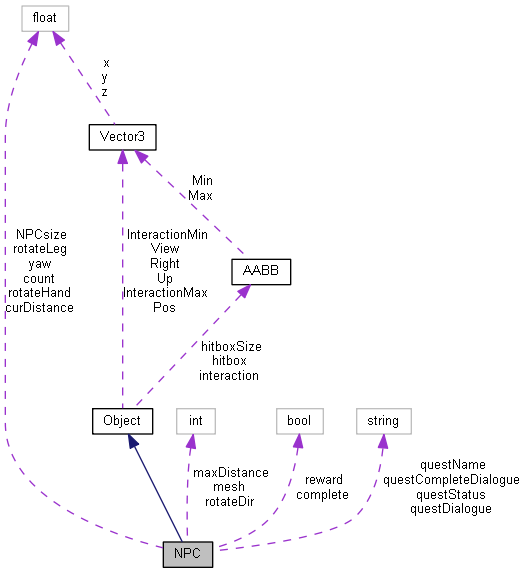 float
x
y
z
Vector3
Min
Max
NPCsize
rotateLeg
yaw
count
rotateHand
curDistance
InteractionMin
View
Right
Up
InteractionMax
Pos
AABB
hitboxSize
hitbox
interaction
Object
int
bool
string
maxDistance
mesh
rotateDir
reward
complete
questName
questCompleteDialogue
questStatus
questDialogue
NPC